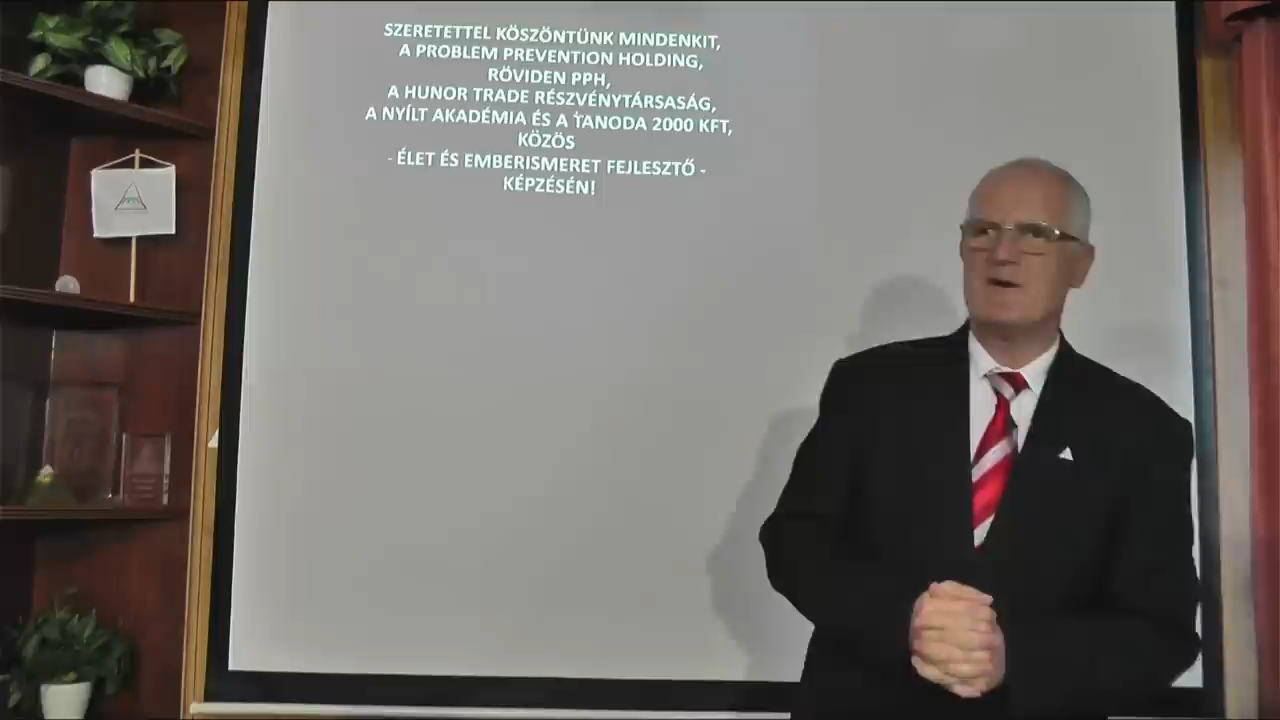 SZERETETTEL KÖSZÖNTÜNK MINDENKIT,
A PROBLEM PREVENTION HOLDING,
RÖVIDEN PPH,
A HUNOR TRADE RÉSZVÉNYTÁRSASÁG,
A NYÍLT AKADÉMIA ÉS A TANODA 2000 KFT,
KÖZÖS
- ÉLET ÉS EMBERISMERET FEJLESZTŐ -
KÉPZÉSÉN!